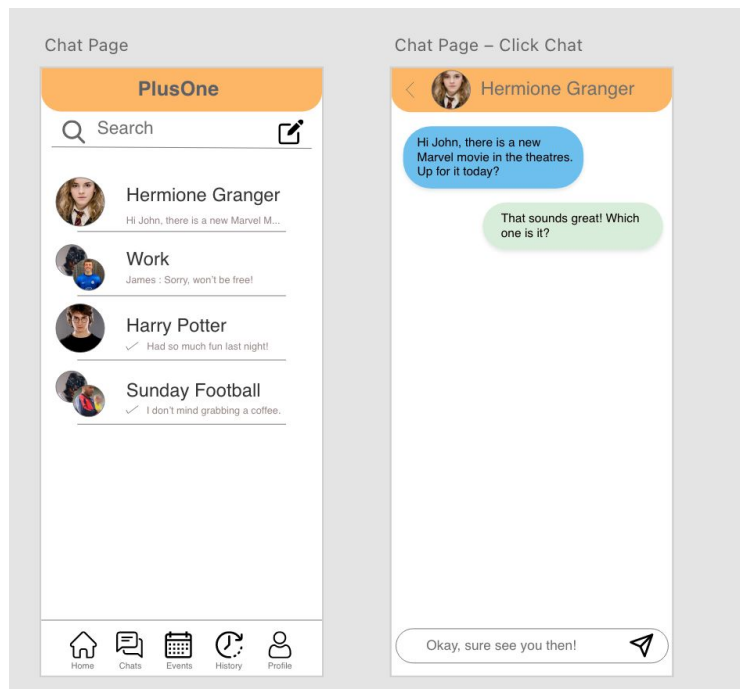 Chat Page
PlusOne
Search
Hermione Granger
Hi John, there is a new Marvel M...
Work
James : Sorry, won't be free!
Harry Potter
Had so much fun last night!
Sunday Football
I don't mind grabbing a coffee.
Home Chats Events History Profile
Chat Page – Click Chat
Hermione Granger
Hi John, there is a new
Marvel movie in the theatres.
Up for it today?
That sounds great! Which
one is it?
Okay, sure see you then!